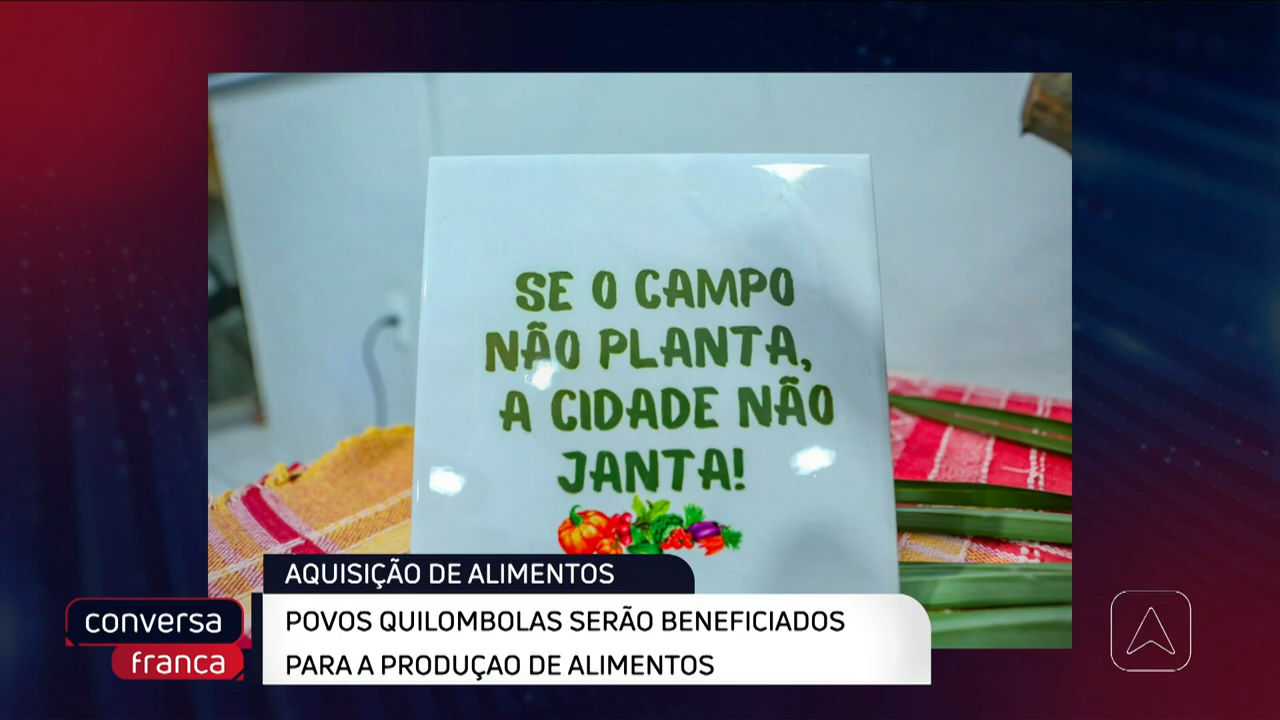 SE O CAMPO
NÃO PLANTA,
A CIDADE NÃO
JANTA!
AQUISIÇÃO DE ALIMENTOS
conversa
franca
POVOS QUILOMBOLAS SERÃO BENEFICIADOS
PARA A PRODUÇAO DE ALIMENTOS